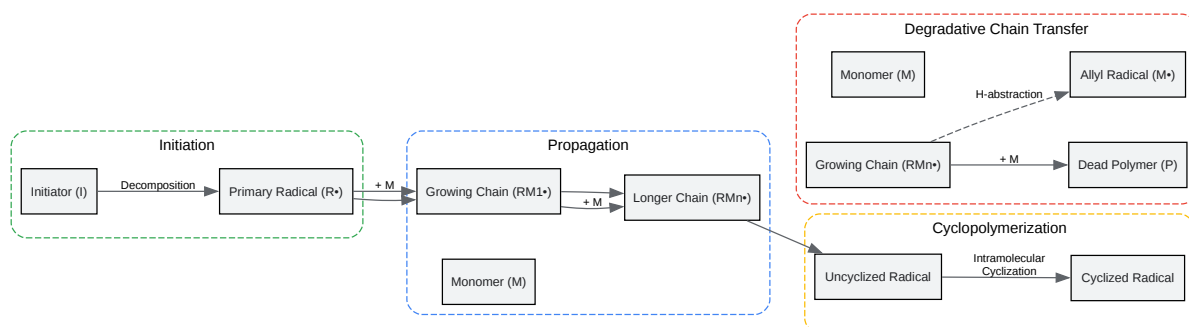 Initiation
Initiator (I)
Decomposition
Primary Radical (R•)
+ M
Propagation
Growing Chain (RM1•)
+ M
Longer Chain (RMn•)
Monomer (M)
Degradative Chain Transfer
Monomer (M)
Allyl Radical (M•)
H-abstraction
Growing Chain (RMn•)
+ M
Dead Polymer (P)
Cyclopolymerization
Uncyclized Radical
Intramolecular
Cyclization
Cyclized Radical